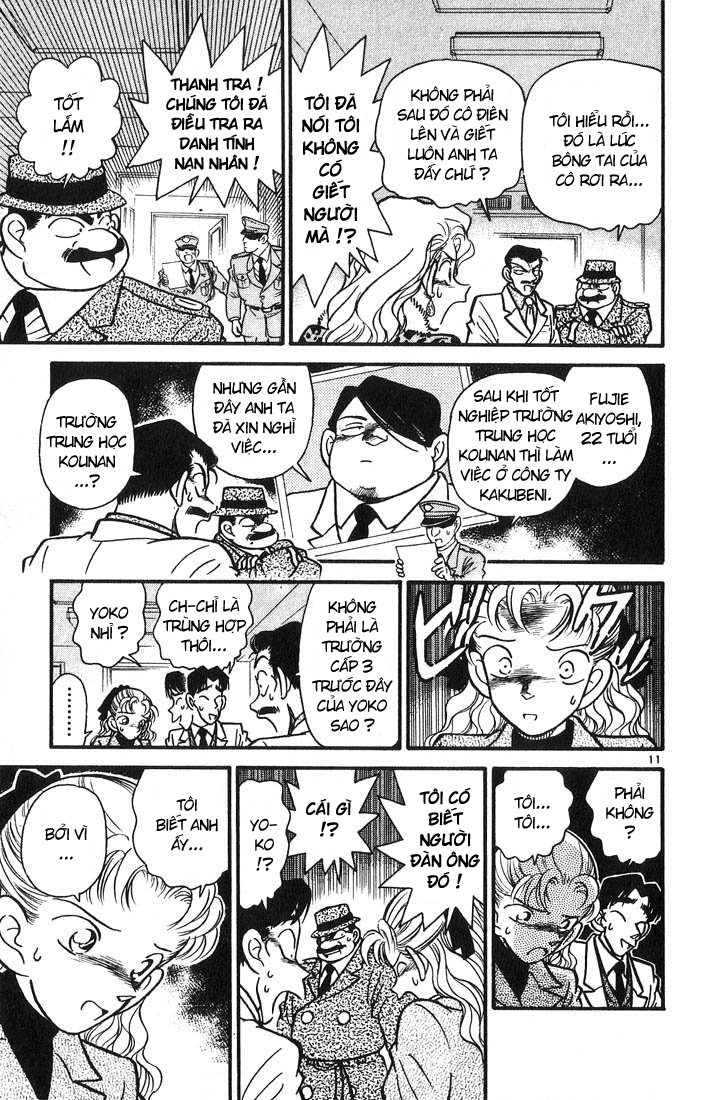 TÔI HIỂU RỒI...
ĐÓ LÀ LÚC
BÔNG TAI CỦA
CÔ RƠI RA...
KHÔNG PHẢI
SAU ĐÓ CÔ ĐIÊN
LÊN VÀ GIẾT
LUÔN ANH TA
ĐẤY CHỨ ?
TÔI ĐÃ
NÓI TÔI
KHÔNG
CÓ
GIẾT
NGƯỜI
MÀ !?
THANH TRA !
CHÚNG TÔI ĐÃ
ĐIỀU TRA RA
DANH TÍNH
NẠN NHÂN !
TỐT
LẮM
!!
FUJIE
AKIYOSHI,
22 TUỔI
...
SAU KHI TỐT
NGHIỆP TRƯỜNG
TRUNG HỌC
KOUNAN THÌ LÀM
VIỆC Ở CÔNG TY
KAKUBENI.
NHƯNG GẦN
ĐÂY ANH TA
ĐÃ XIN NGHỈ
VIỆC...
TRƯỜNG
TRUNG HỌC
KOUNAN
...?
ビクッ
KHÔNG
PHẢI LÀ
TRƯỜNG
CẤP 3
TRƯỚC ĐÂY
CỦA YOKO
SAO ?
CH-CHỈ LÀ
TRÙNG HỢP
THÔI...
YOKO
NHỈ ?
........
11
PHẢI
KHÔNG
?
TÔI...
TÔI...
TÔI CÓ
BIẾT
NGƯỜI
ĐÀN ÔNG
ĐÓ !
CÁI GÌ
!?
YO-
KO
!?
TÔI
BIẾT ANH
ẤY...
BỞI VÌ
...